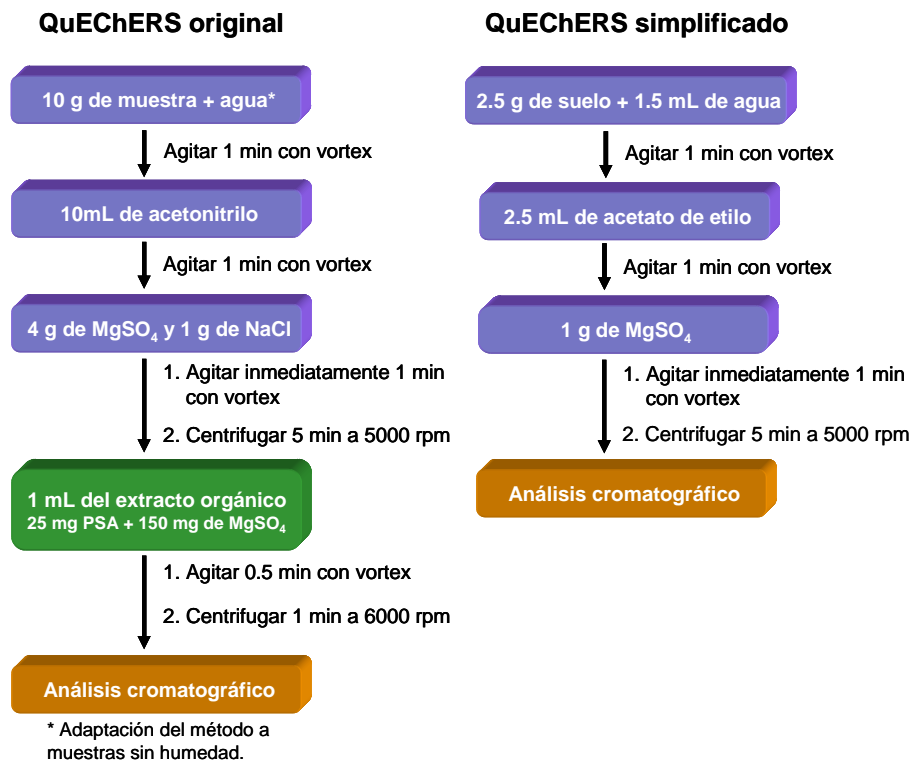 QuEChERS original
10 g de muestra + agua*
Agitar 1 min con vortex
10mL de acetonitrilo
Agitar 1 min con vortex
4 g de MgSO₄ y 1 g de NaCl
1. Agitar inmediatamente 1 min
con vortex
2. Centrifugar 5 min a 5000 rpm
1 mL del extracto orgánico
25 mg PSA + 150 mg de MgSO₄
1. Agitar 0.5 min con vortex
2. Centrifugar 1 min a 6000 rpm
Análisis cromatográfico
* Adaptación del método a
muestras sin humedad.
QuEChERS simplificado
2.5 g de suelo + 1.5 mL de agua
Agitar 1 min con vortex
2.5 mL de acetato de etilo
Agitar 1 min con vortex
1 g de MgSO₄
1. Agitar inmediatamente 1 min
con vortex
2. Centrifugar 5 min a 5000 rpm
Análisis cromatográfico